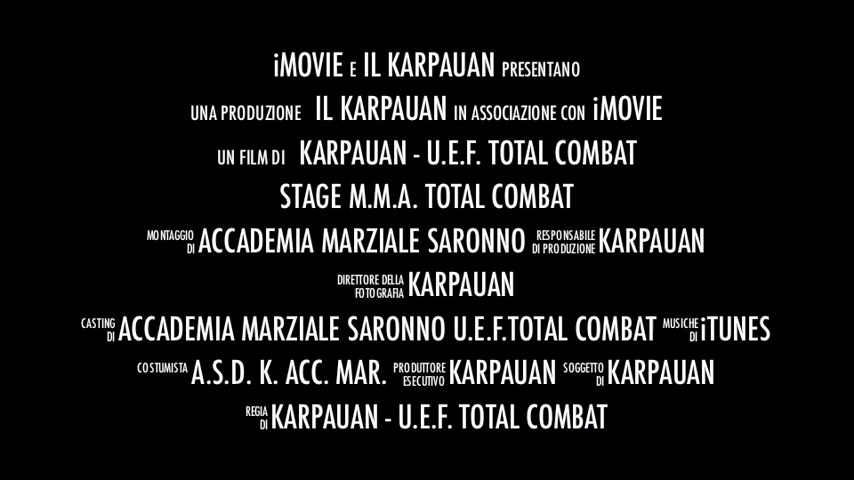 iMOVIE E IL KARPAUAN PRESENTANO
UNA PRODUZIONE IL KARPAUAN IN ASSOCIAZIONE CON iMOVIE
UN FILM DI KARPAUAN - U.E.F. TOTAL COMBAT
STAGE M.M.A. TOTAL COMBAT
MONTAGGIO DI ACCADEMIA MARZIALE SARONNO RESPONSABILE DI PRODUZIONE KARPAUAN
DIRETTORE DELLA FOTOGRAFIA KARPAUAN
CASTING DI ACCADEMIA MARZIALE SARONNO U.E.F.TOTAL COMBAT MUSICHE DI iTUNES
COSTUMISTA A.S.D. K. ACC. MAR. PRODUTTORE ESECUTIVO KARPAUAN SOGGETTO DI KARPAUAN
REGIA DI KARPAUAN - U.E.F. TOTAL COMBAT